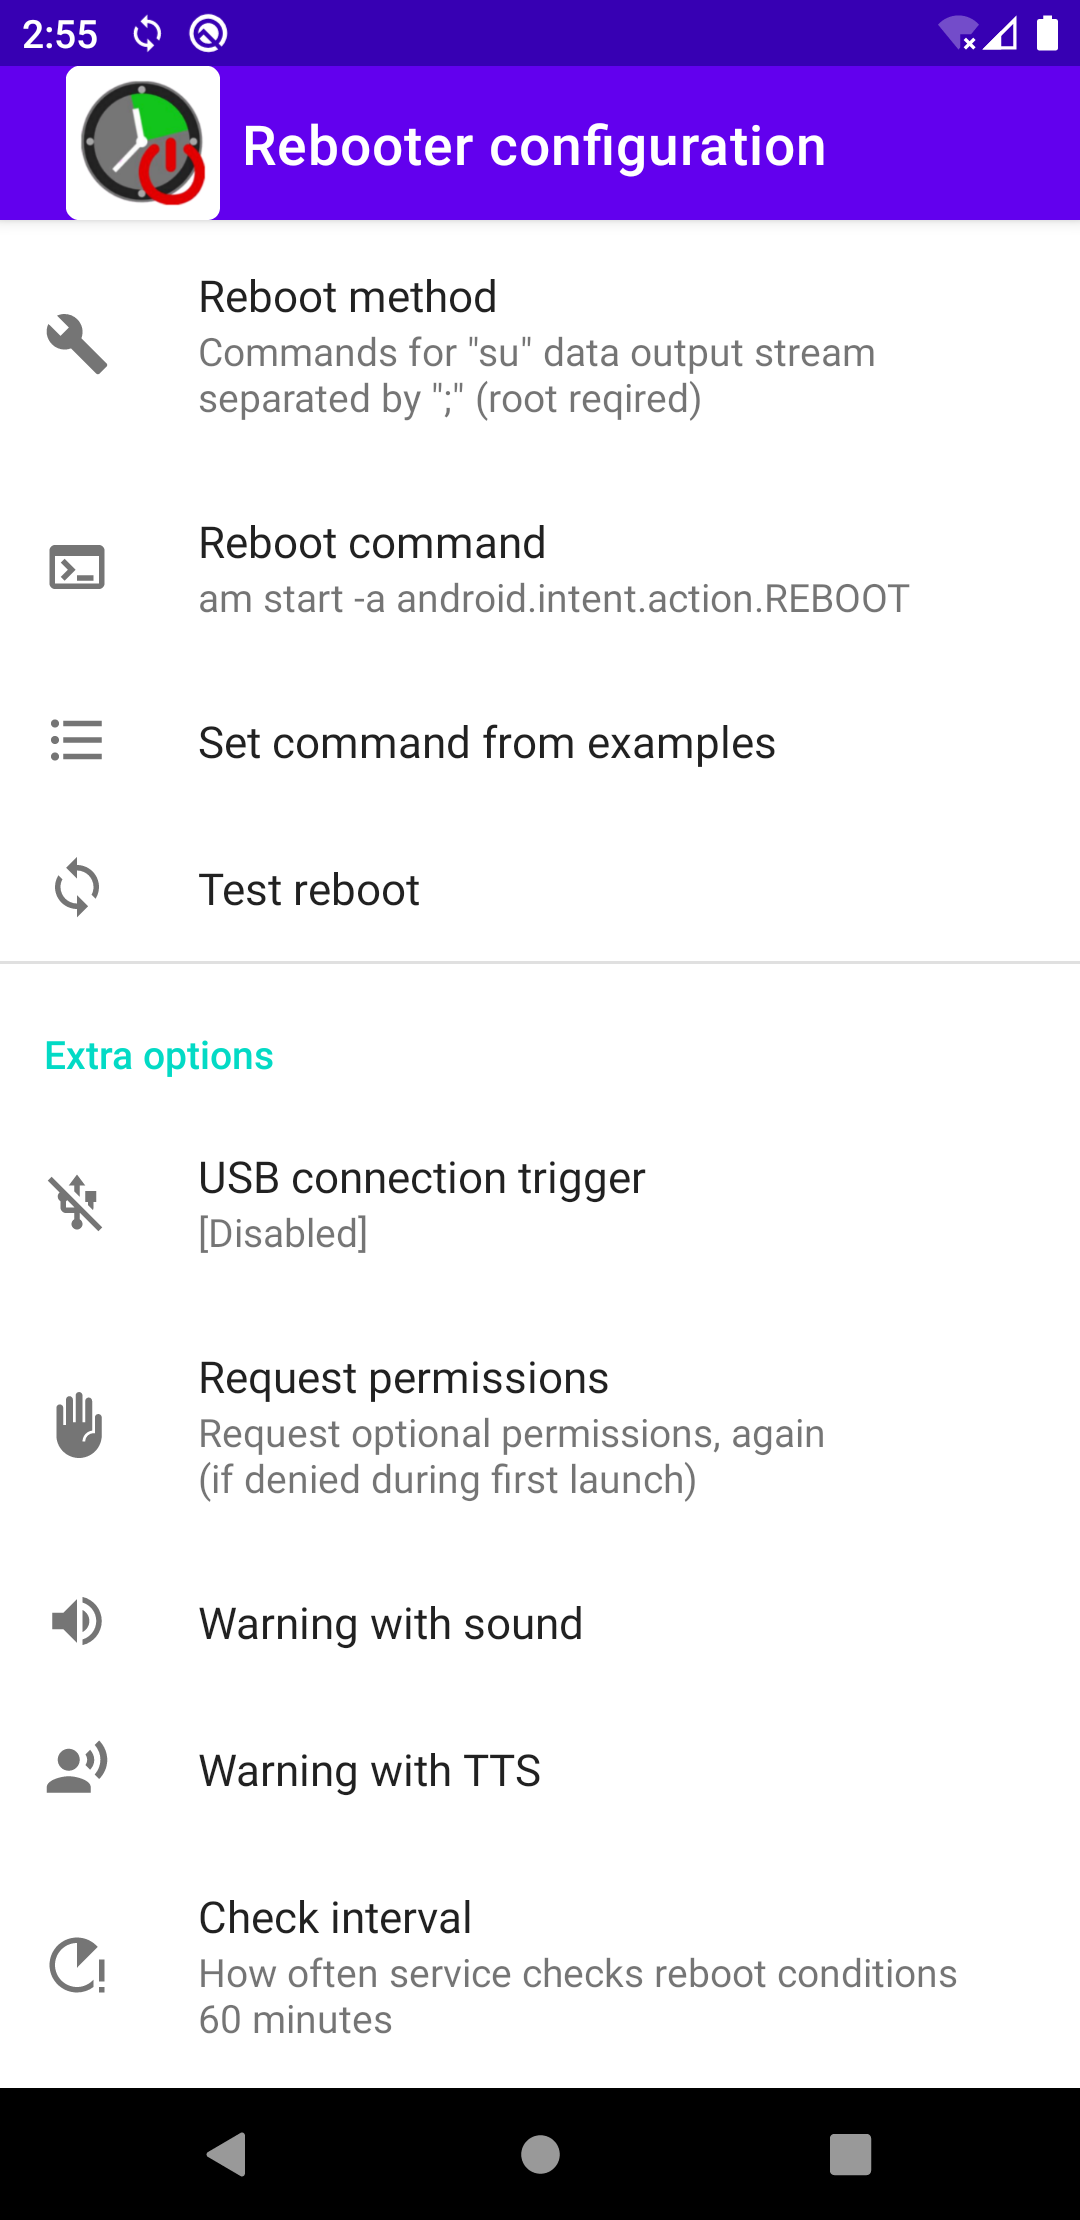 2:55
Rebooter configuration
Reboot method
Commands for "su" data output stream
separated by ";" (root reqired)
Reboot command
am start -a android.intent.action.REBOOT
Set command from examples
Test reboot
Extra options
USB connection trigger
[Disabled]
Request permissions
Request optional permissions, again
(if denied during first launch)
Warning with sound
Warning with TTS
Check interval
How often service checks reboot conditions
60 minutes